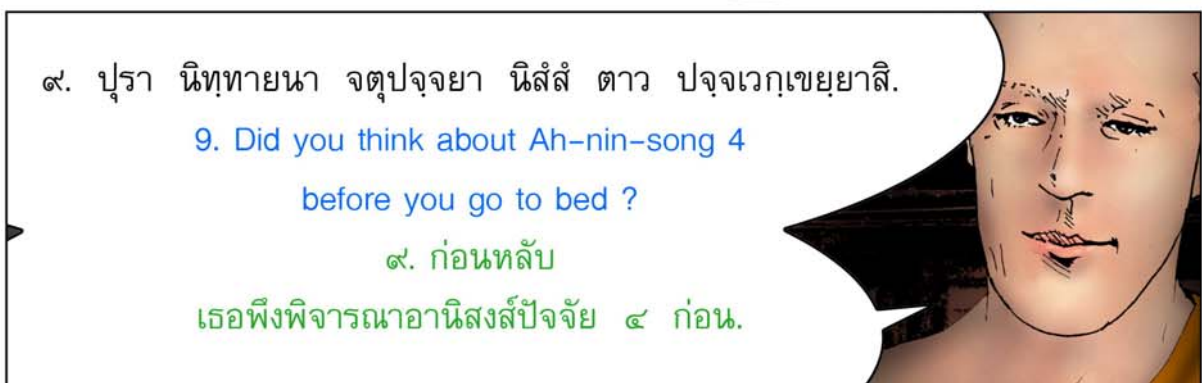 ๙. ปุรา นิทฺทายนา จตุปจฺจยา นิสํสํ ตาว ปจฺจเวกฺเขยฺยาสิ.
9. Did you think about Ah-nin-song 4
before you go to bed ?
๙. ก่อนหลับ
เธอพึงพิจารณาอานิสงส์ปัจจัย ๔ ก่อน.